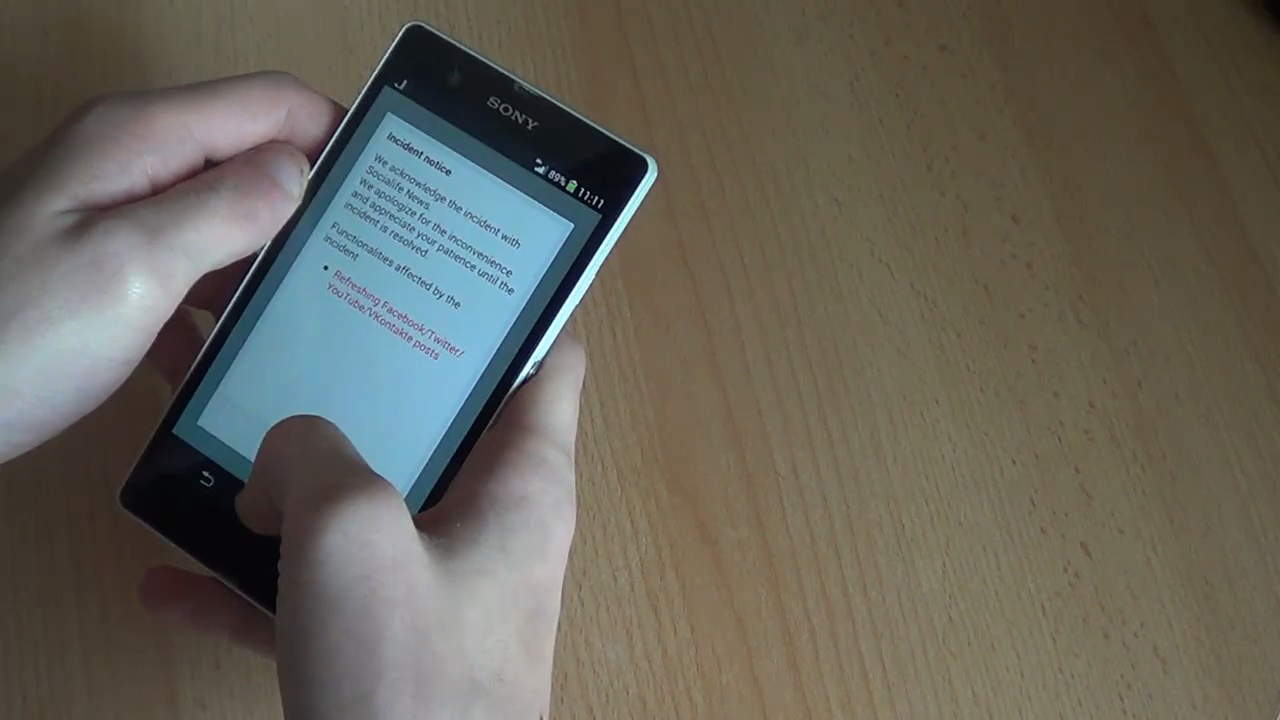 SONY
89% 11:11
Incident notice
We acknowledge the incident with
Socialife News.
We apologize for the inconvenience
and appreciate your patience until the
incident is resolved.
Functionalities affected by the
incident
• Refreshing Facebook/Twitter/
YouTube/VKontakte posts